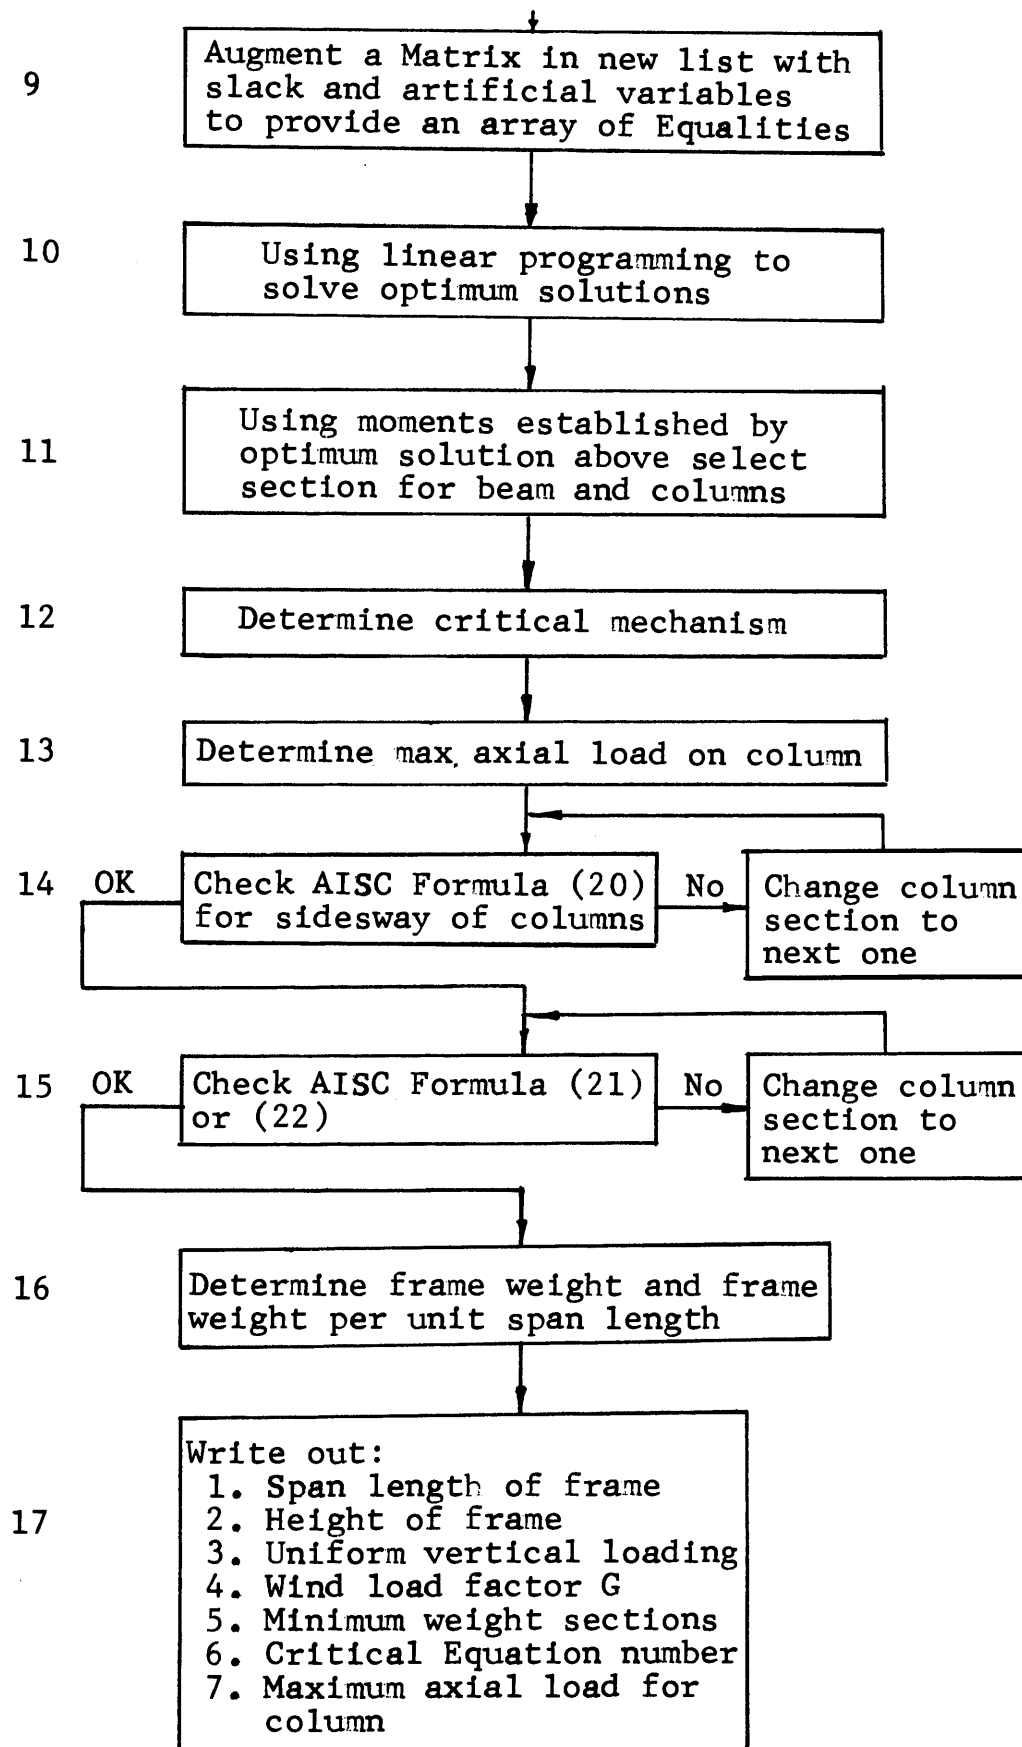 9
Augment a Matrix in new list with
slack and artificial variables
to provide an array of Equalities
10
Using linear programming to
solve optimum solutions
11
Using moments established by
optimum solution above select
section for beam and columns
12
Determine critical mechanism
13
Determine max. axial load on column
14
OK
Check AISC Formula (20)
for sidesway of columns
No
Change column
section to
next one
15
OK
Check AISC Formula (21)
or (22)
No
Change column
section to
next one
16
Determine frame weight and frame
weight per unit span length
17
Write out:
1. Span length of frame
2. Height of frame
3. Uniform vertical loading
4. Wind load factor G
5. Minimum weight sections
6. Critical Equation number
7. Maximum axial load for
column